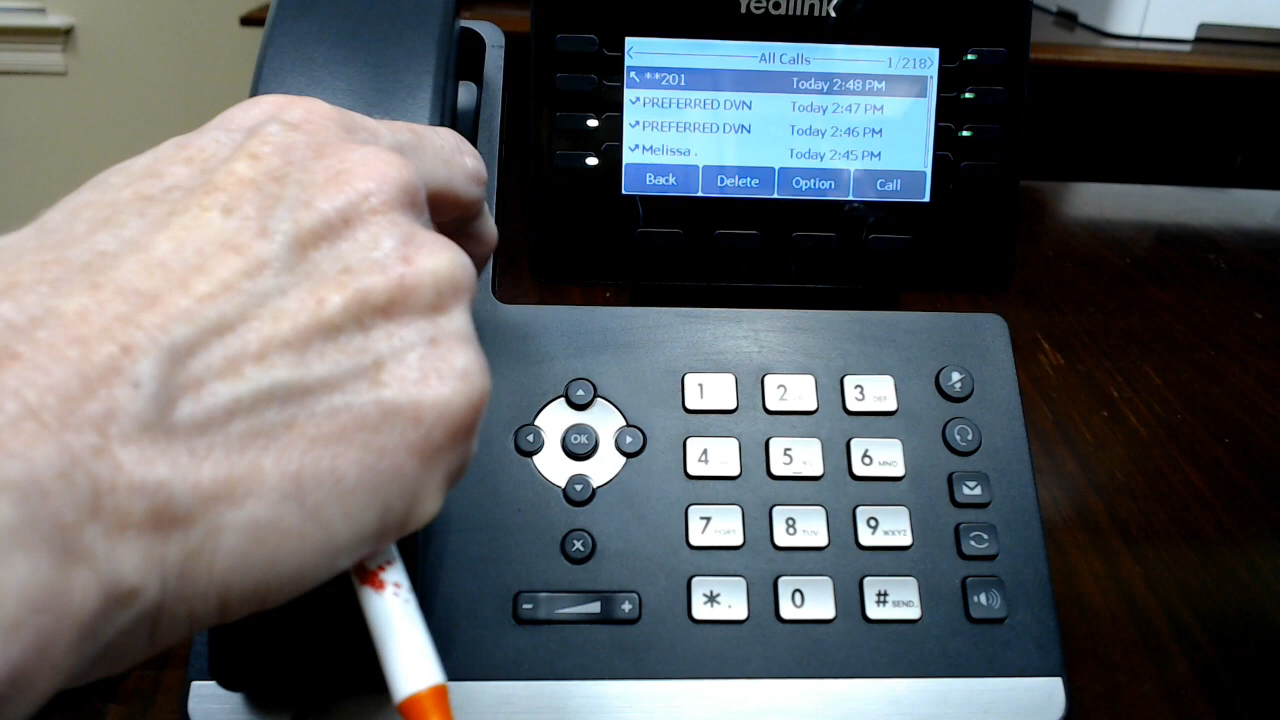 Yealink
All Calls 1/218
**201 Today 2:48 PM
PREFERRED DVN Today 2:47 PM
PREFERRED DVN Today 2:46 PM
Melissa . Today 2:45 PM
Back Delete Option Call
1 2 3 DEF
OK
4 5 6 MNO
7 PQRS 8 TUV 9 WXYZ
* . 0 # SEND
- +